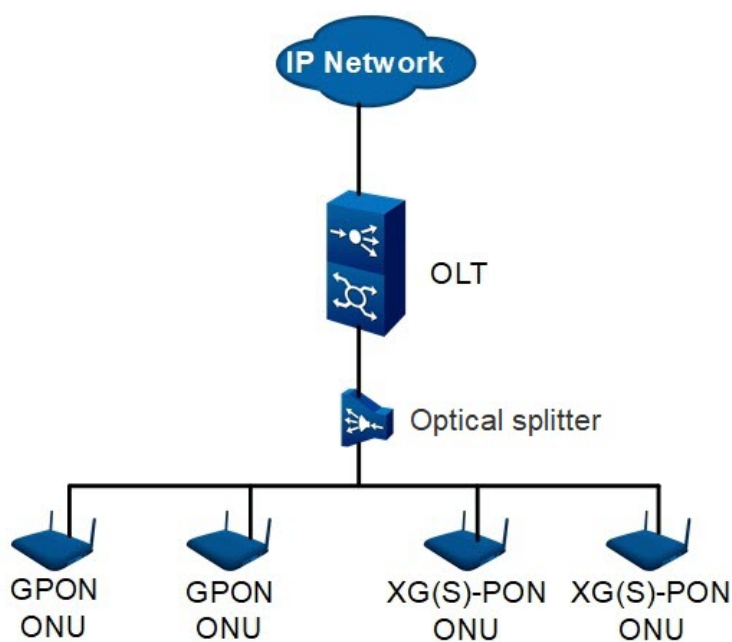 IP Network
OLT
Optical splitter
GPON
ONU
GPON
ONU
XG(S)-PON
ONU
XG(S)-PON
ONU